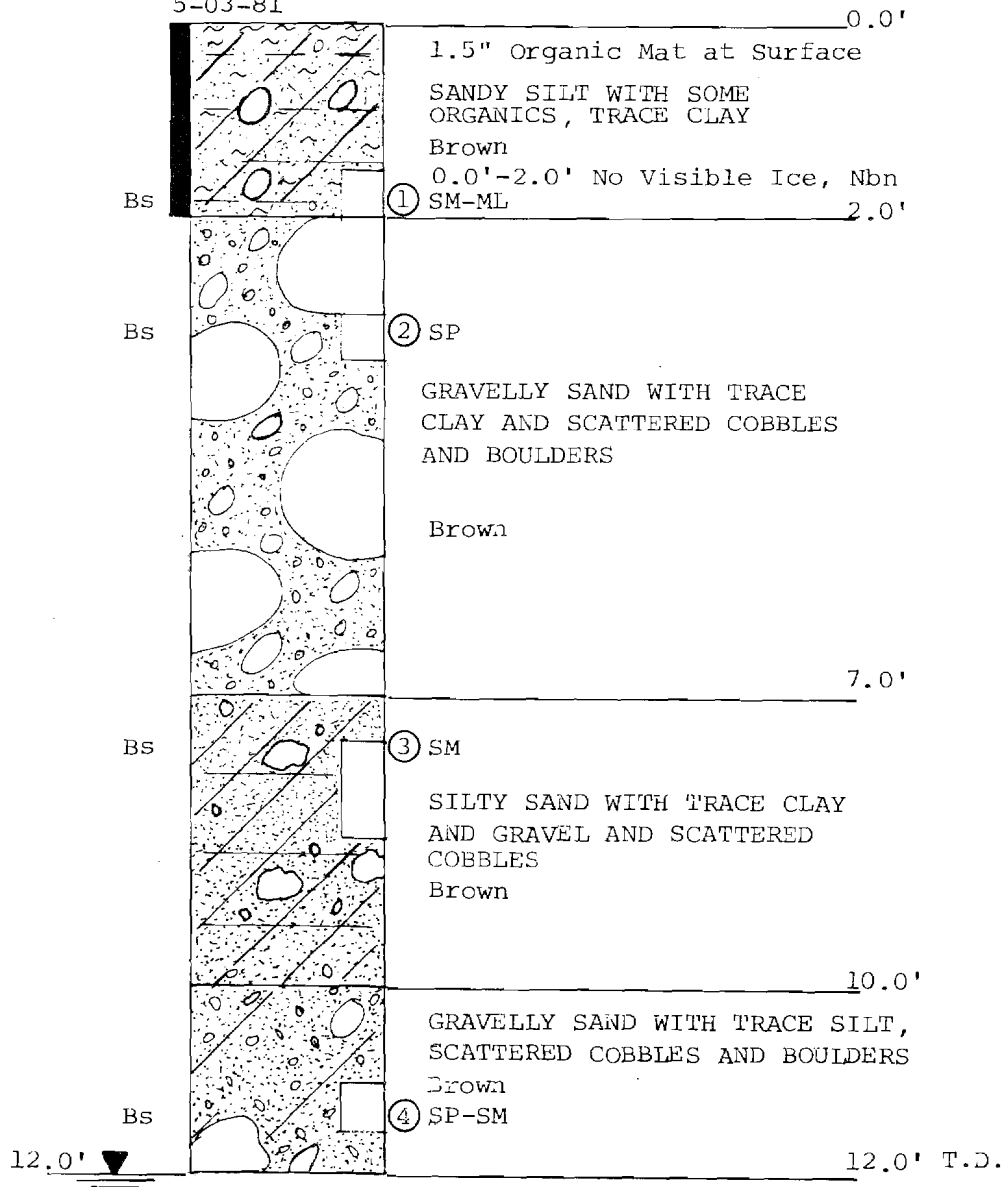 5-03-81
0.0'
1.5" Organic Mat at Surface
SANDY SILT WITH SOME
ORGANICS, TRACE CLAY
Brown
0.0'-2.0' No Visible Ice, Nbn
Bs ① SM-ML
2.0'
Bs ② SP
GRAVELLY SAND WITH TRACE
CLAY AND SCATTERED COBBLES
AND BOULDERS
Brown
7.0'
Bs ③ SM
SILTY SAND WITH TRACE CLAY
AND GRAVEL AND SCATTERED
COBBLES
Brown
10.0'
GRAVELLY SAND WITH TRACE SILT,
SCATTERED COBBLES AND BOULDERS
Brown
Bs ④ SP-SM
12.0' 12.0' T.D.